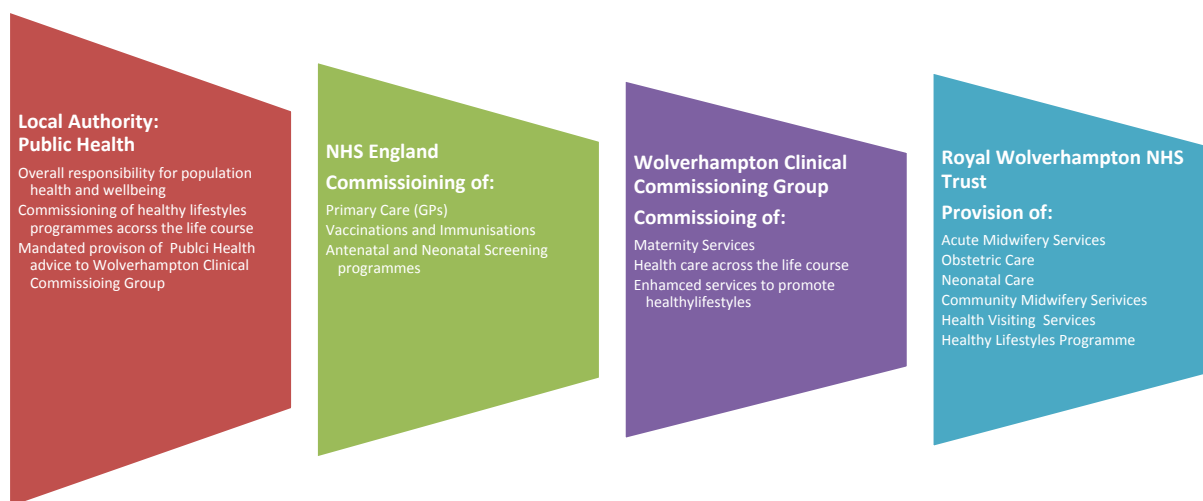 Local Authority:
Public Health
Overall responsibility for population
health and wellbeing
Commissioning of healthy lifestyles
programmes acorss the life course
Mandated provison of Publci Health
advice to Wolverhampton Clinical
Commissioing Group
NHS England
Commissioining of:
Primary Care (GPs)
Vaccinations and Immunisations
Antenatal and Neonatal Screening
programmes
Wolverhampton Clinical
Commissioning Group
Commissioing of:
Maternity Services
Health care across the life course
Enhamced services to promote
healthylifestyles
Royal Wolverhampton NHS
Trust
Provision of:
Acute Midwifery Services
Obstetric Care
Neonatal Care
Community Midwifery Serivices
Health Visiting Services
Healthy Lifestyles Programme